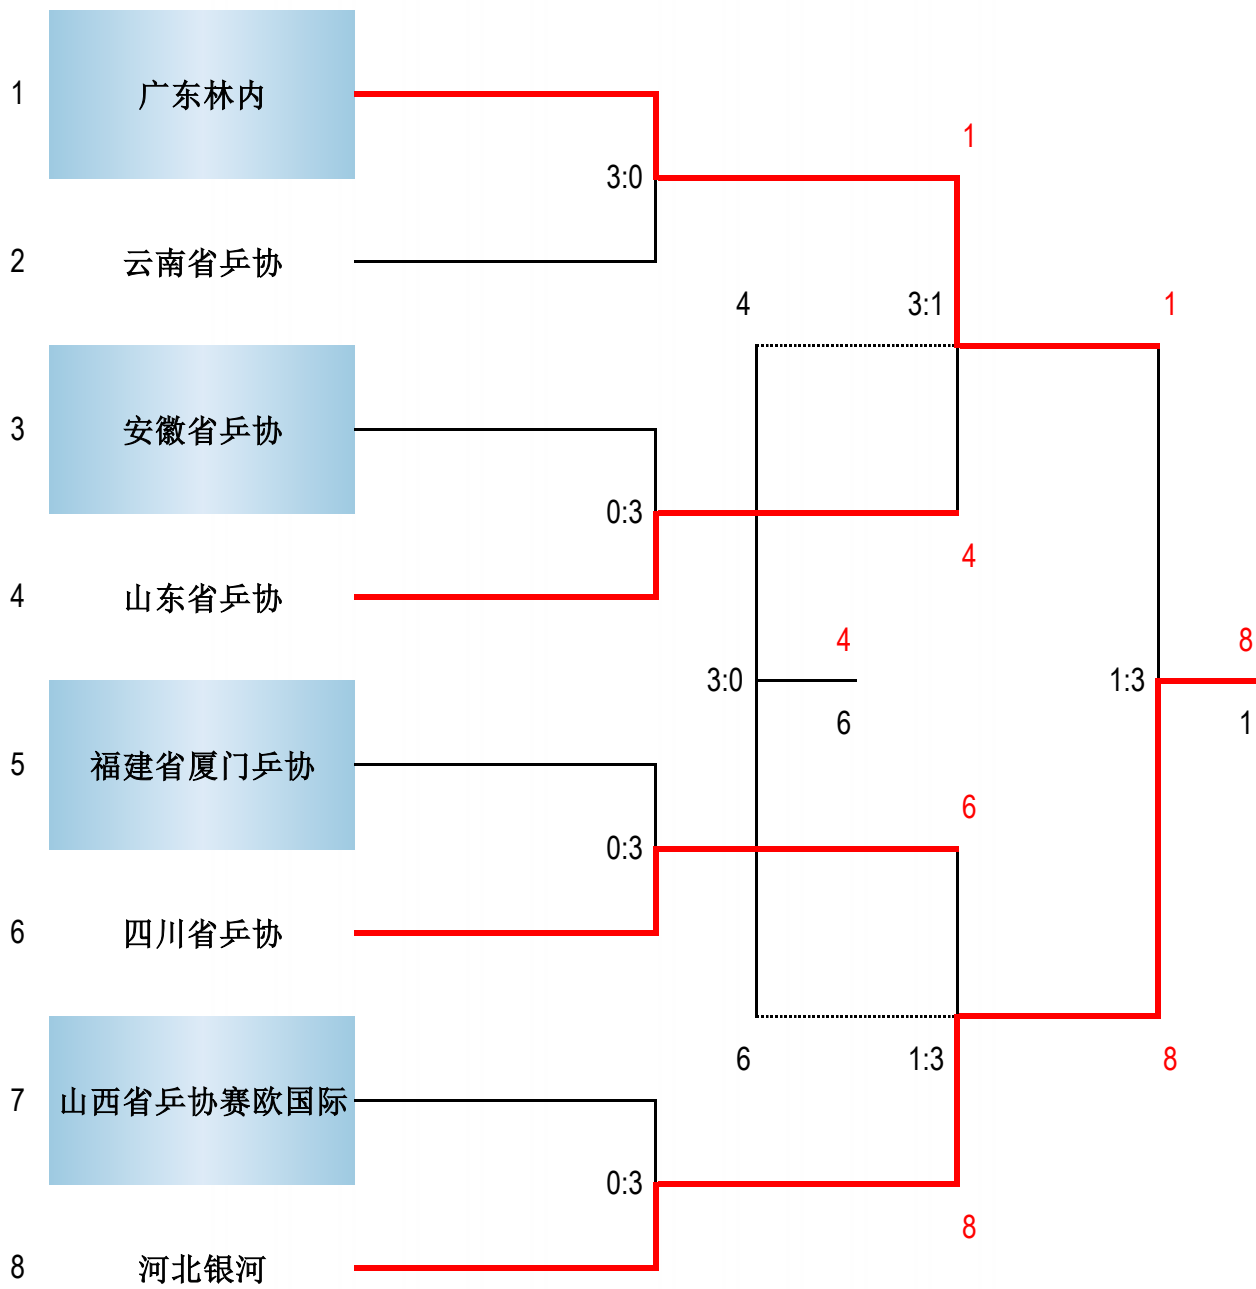 1 广东林内
1
3:0
2 云南省乒协
4 3:1 1
3 安徽省乒协
0:3
4
4 山东省乒协
4 8
3:0 1:3
6 1
5 福建省厦门乒协
6
0:3
6 四川省乒协
6 1:3 8
7 山西省乒协赛欧国际
0:3
8
8 河北银河